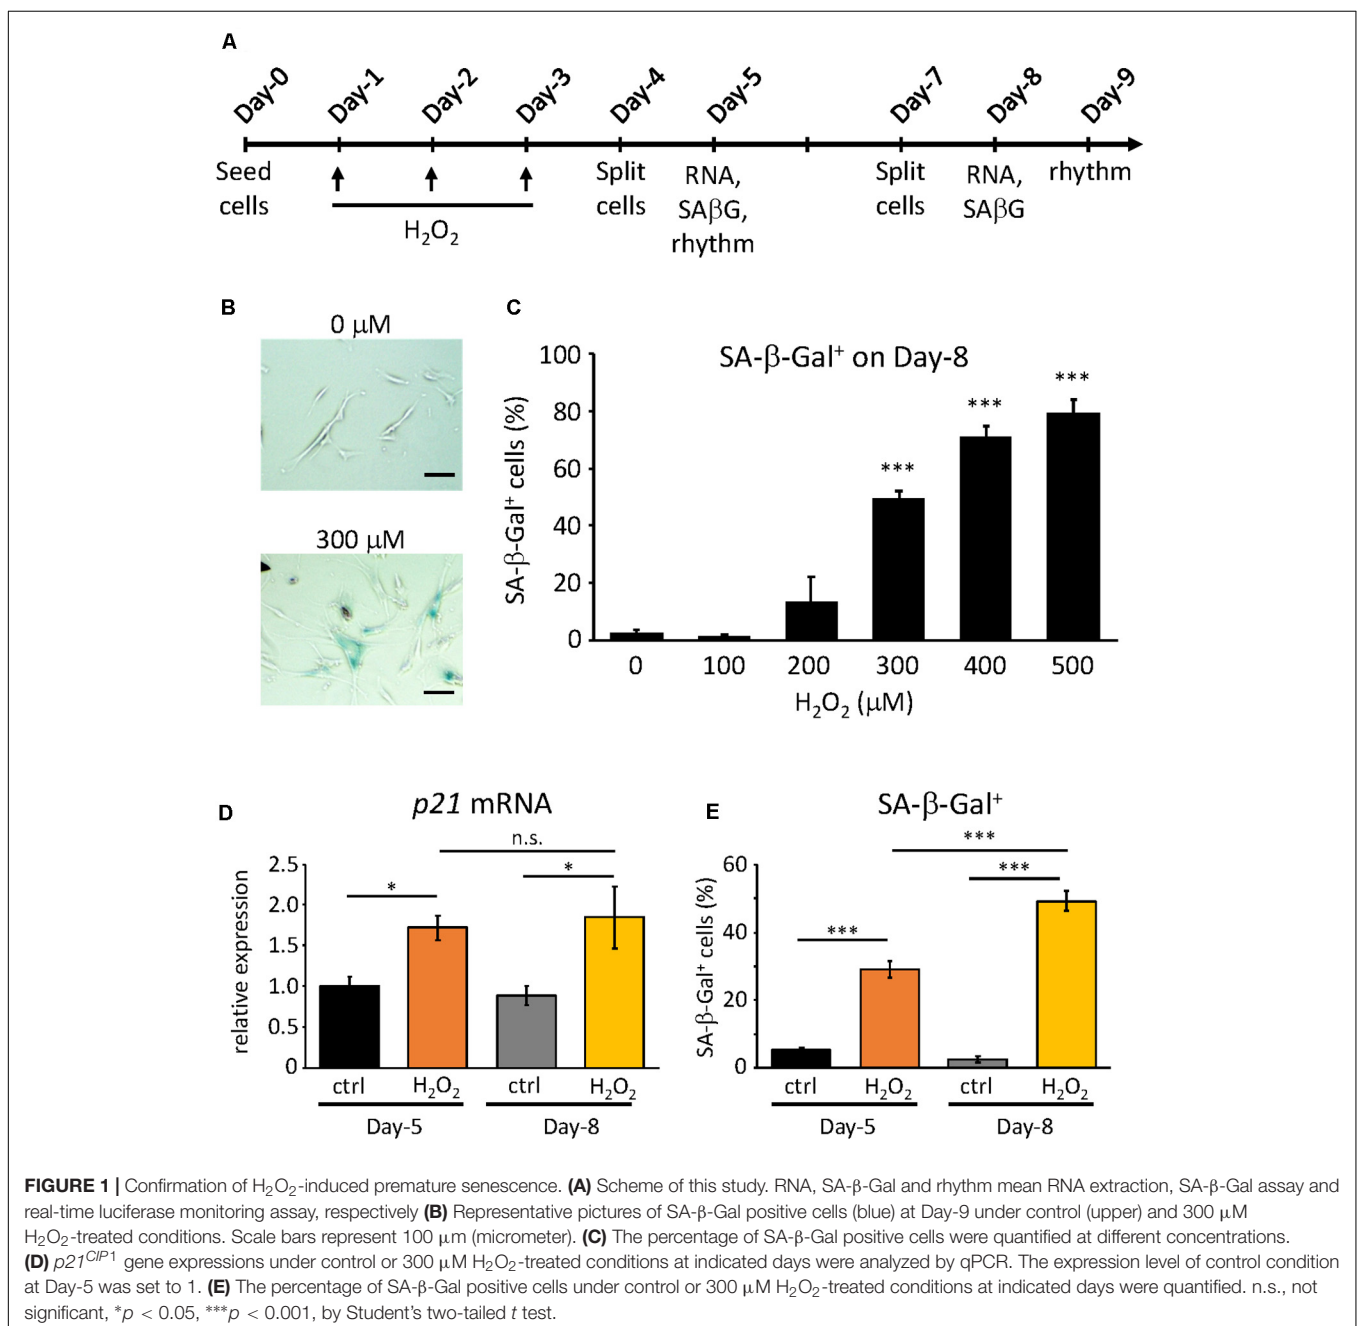 A
Day-0 Day-1 Day-2 Day-3 Day-4 Day-5 Day-7 Day-8 Day-9
Seed cells
H₂O₂
Split cells
RNA, SAβG, rhythm
Split cells
RNA, SAβG
rhythm
B
0 μM
300 μM
C
SA-β-Gal⁺ on Day-8
SA-β-Gal⁺ cells (%)
100
80
60
40
20
0
***
***
***
0 100 200 300 400 500
H₂O₂ (μM)
D
p21 mRNA
relative expression
2.5
2.0
1.5
1.0
0.5
0
n.s.
*
*
ctrl H₂O₂ ctrl H₂O₂
Day-5 Day-8
E
SA-β-Gal⁺
SA-β-Gal⁺ cells (%)
60
40
20
0
***
***
***
ctrl H₂O₂ ctrl H₂O₂
Day-5 Day-8
FIGURE 1 | Confirmation of H₂O₂-induced premature senescence. (A) Scheme of this study. RNA, SA-β-Gal and rhythm mean RNA extraction, SA-β-Gal assay and
real-time luciferase monitoring assay, respectively (B) Representative pictures of SA-β-Gal positive cells (blue) at Day-9 under control (upper) and 300 μM
H₂O₂-treated conditions. Scale bars represent 100 μm (micrometer). (C) The percentage of SA-β-Gal positive cells were quantified at different concentrations.
(D) p21^CIP1 gene expressions under control or 300 μM H₂O₂-treated conditions at indicated days were analyzed by qPCR. The expression level of control condition
at Day-5 was set to 1. (E) The percentage of SA-β-Gal positive cells under control or 300 μM H₂O₂-treated conditions at indicated days were quantified. n.s., not
significant, *p < 0.05, ***p < 0.001, by Student's two-tailed t test.